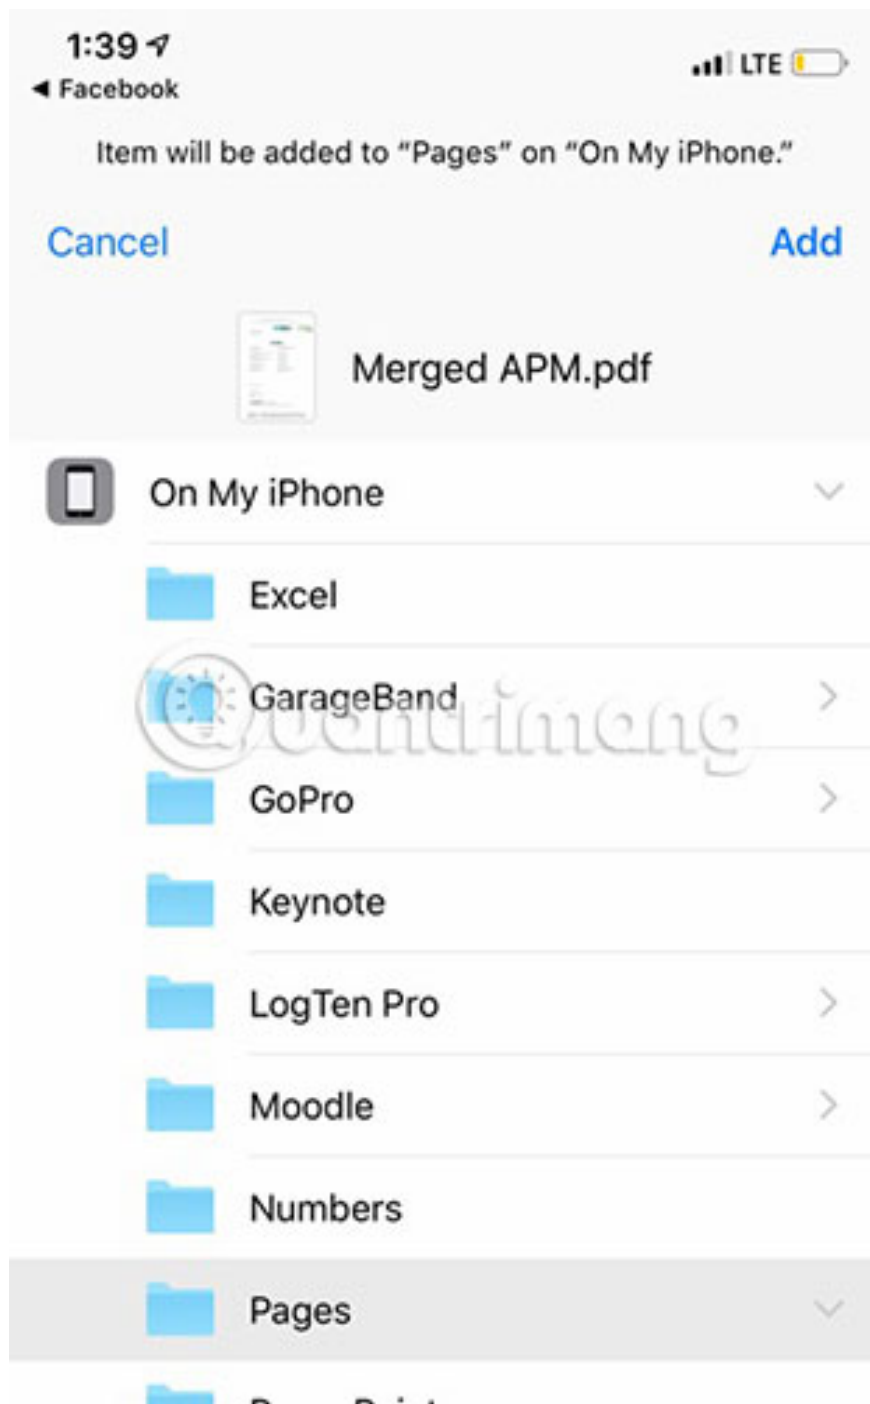 1:39
LTE
◀ Facebook
Item will be added to “Pages” on “On My iPhone.”
Cancel
Add
Merged APM.pdf
On My iPhone
Excel
GarageBand
Quantrimang
GoPro
Keynote
LogTen Pro
Moodle
Numbers
Pages